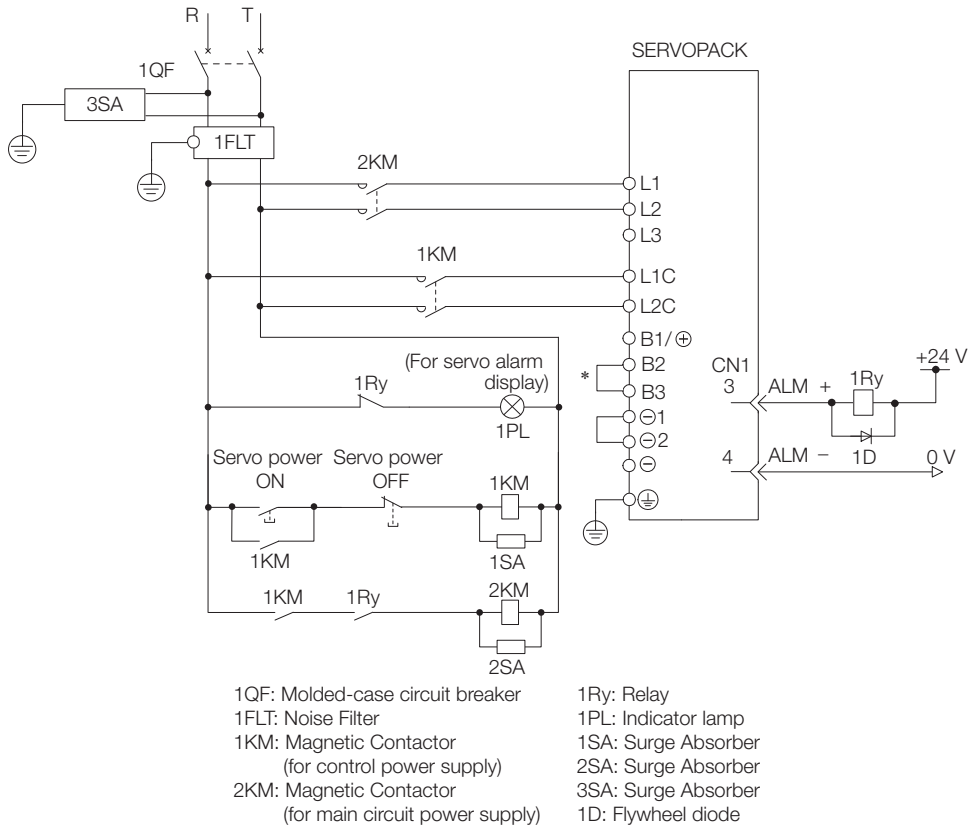 R
T
SERVOPACK
1QF
3SA
1FLT
2KM
L1
L2
L3
1KM
L1C
L2C
B1/⊕
(For servo alarm
display)
B2
*
B3
CN1
+24 V
1Ry
3
ALM +
1Ry
1PL
⊖1
⊖2
1D
Servo power
ON
Servo power
OFF
⊖
4
ALM −
0 V
1KM
1KM
1SA
1KM
1Ry
2KM
2SA
1QF: Molded-case circuit breaker
1FLT: Noise Filter
1KM: Magnetic Contactor
(for control power supply)
2KM: Magnetic Contactor
(for main circuit power supply)
1Ry: Relay
1PL: Indicator lamp
1SA: Surge Absorber
2SA: Surge Absorber
3SA: Surge Absorber
1D: Flywheel diode